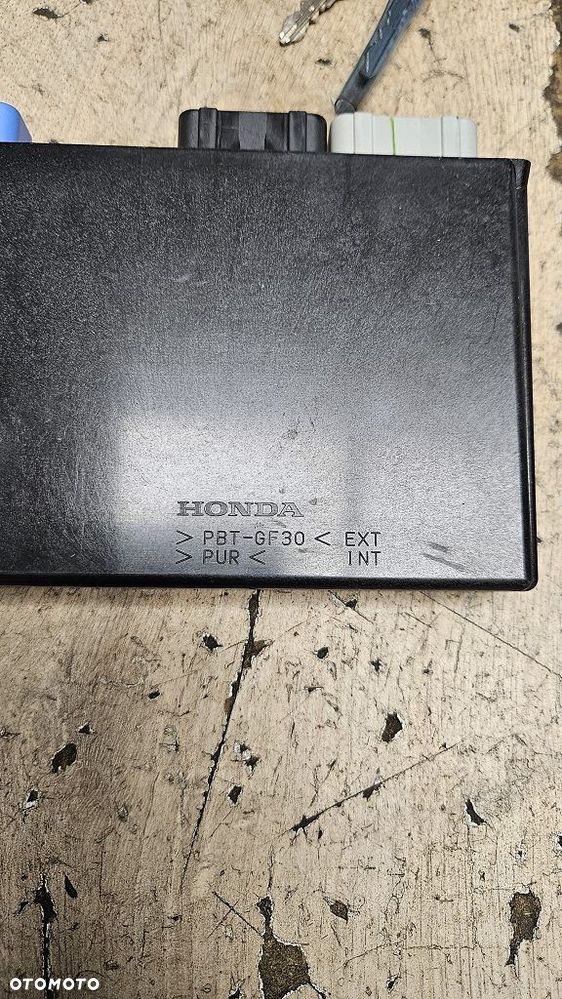 HONDA
> PBT-GF30 < EXT
> PUR < INT
OTOMOTO